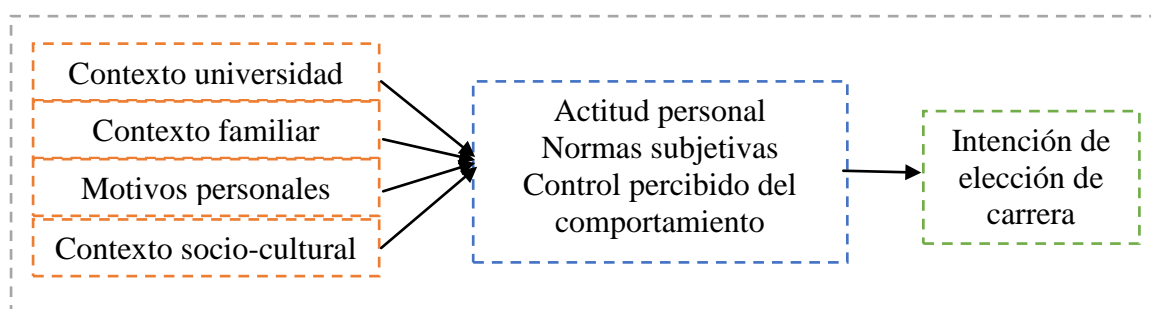 Contexto universidad
Contexto familiar
Motivos personales
Contexto socio-cultural
Actitud personal
Normas subjetivas
Control percibido del
comportamiento
Intención de
elección de
carrera